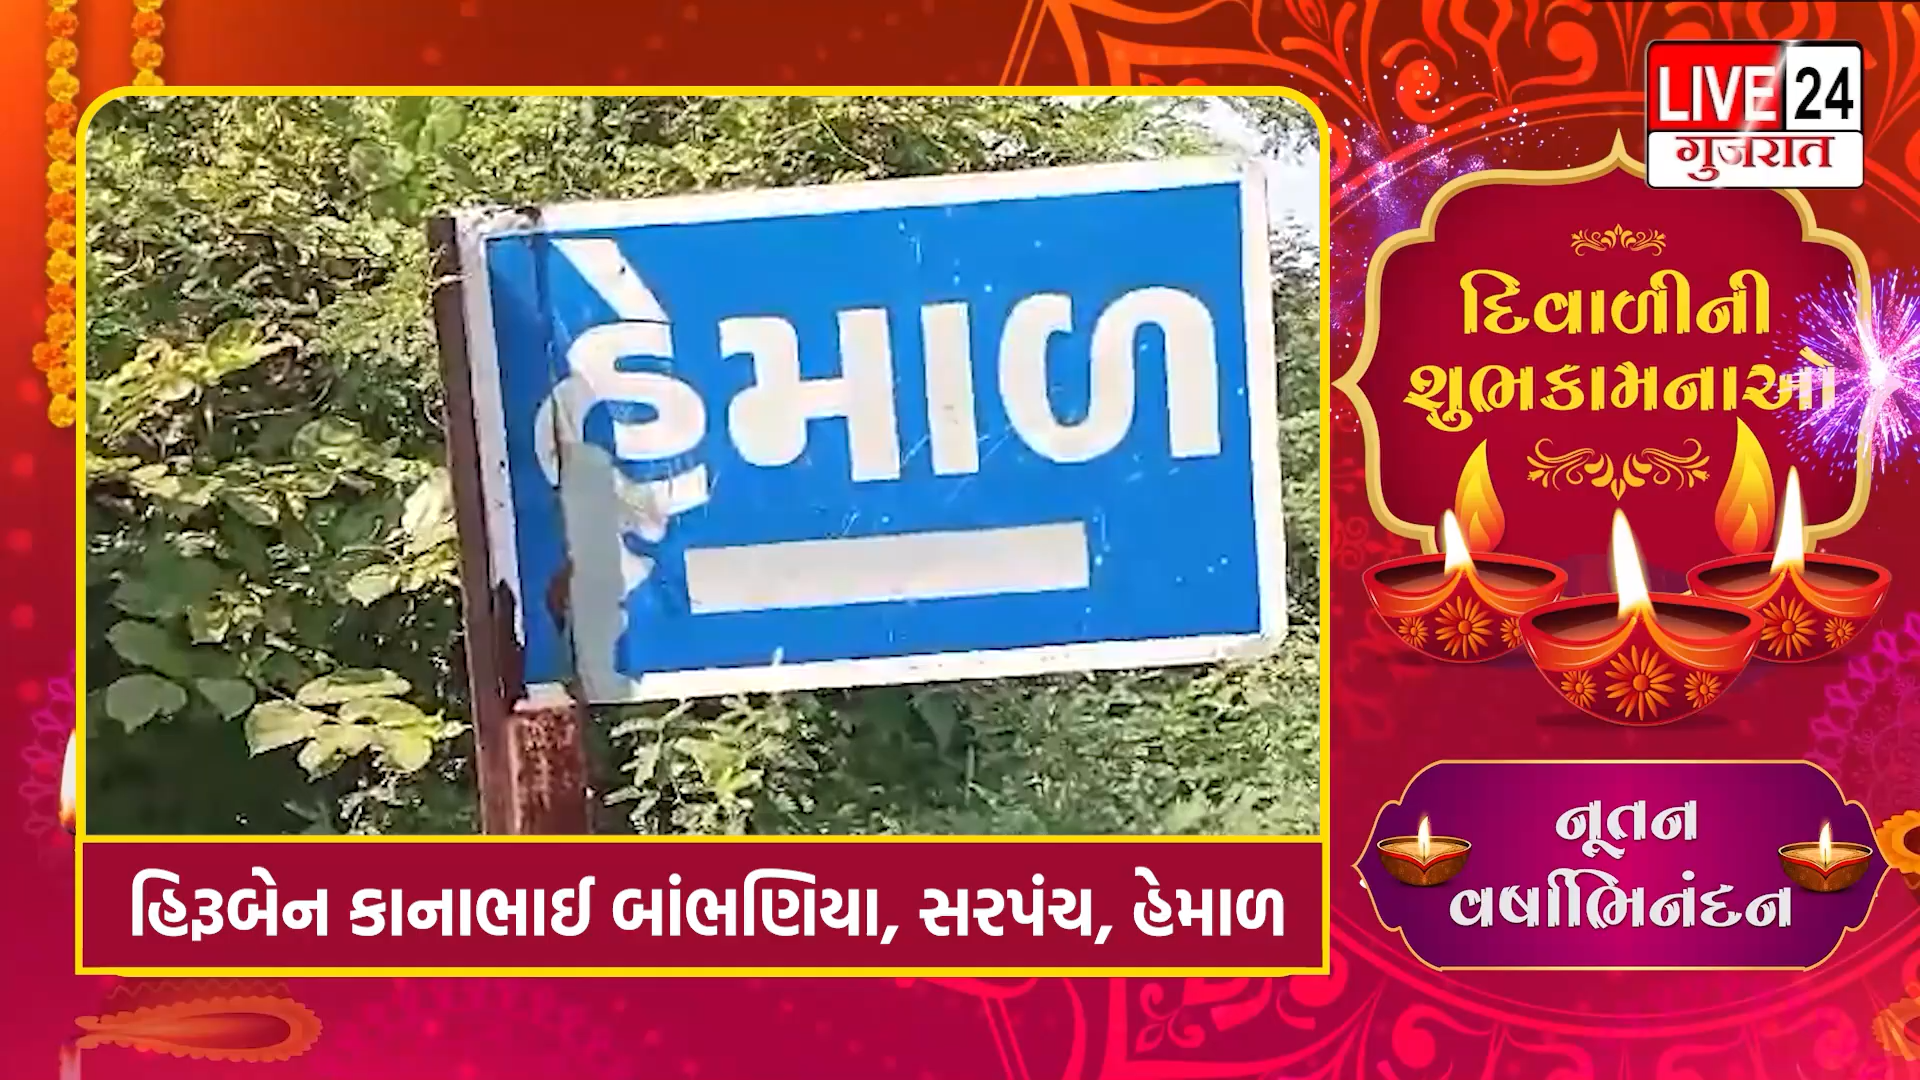 LIVE 24
ગુજરાત
હેમાળ
દિવાળીની
શુભકામનાઓ
નૂતન
વર્ષાભિનંદન
હિરૂબેન કાનાભાઈ બાંભણિયા, સરપંચ, હેમાળ